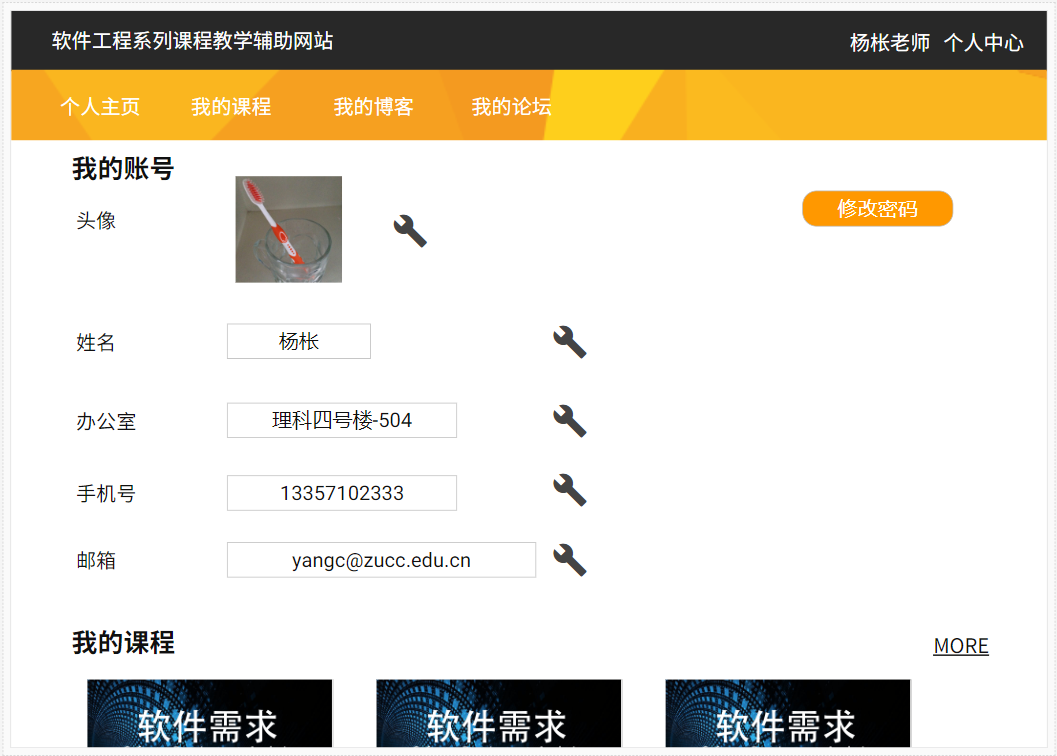 软件工程系列课程教学辅助网站
杨枨老师 个人中心
个人主页 我的课程 我的博客 我的论坛
我的账号
头像
修改密码
姓名 杨枨
办公室 理科四号楼-504
手机号 13357102333
邮箱 yangc@zucc.edu.cn
我的课程
MORE
软件需求 软件需求 软件需求